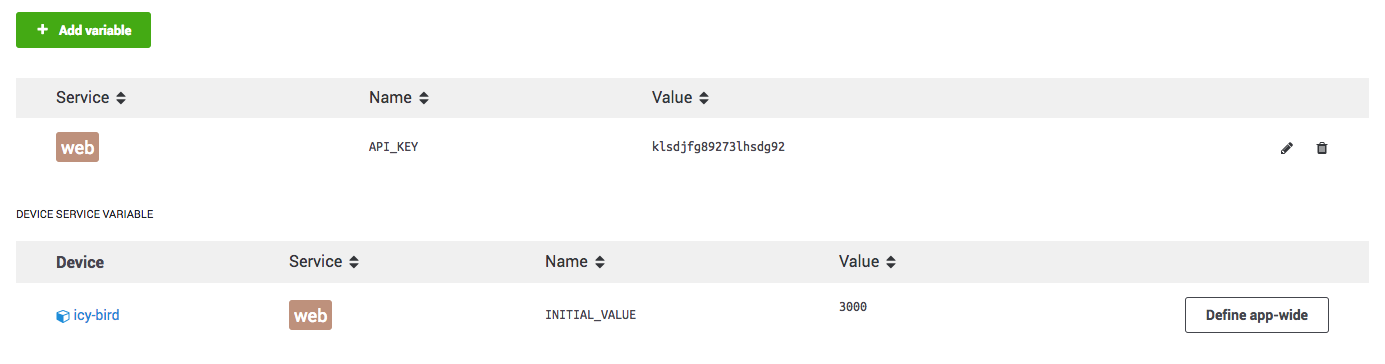 + Add variable
Service Name Value
web API_KEY klsdjfg89273lhsdg92
DEVICE SERVICE VARIABLE
Device Service Name Value
icy-bird web INITIAL_VALUE 3000 Define app-wide